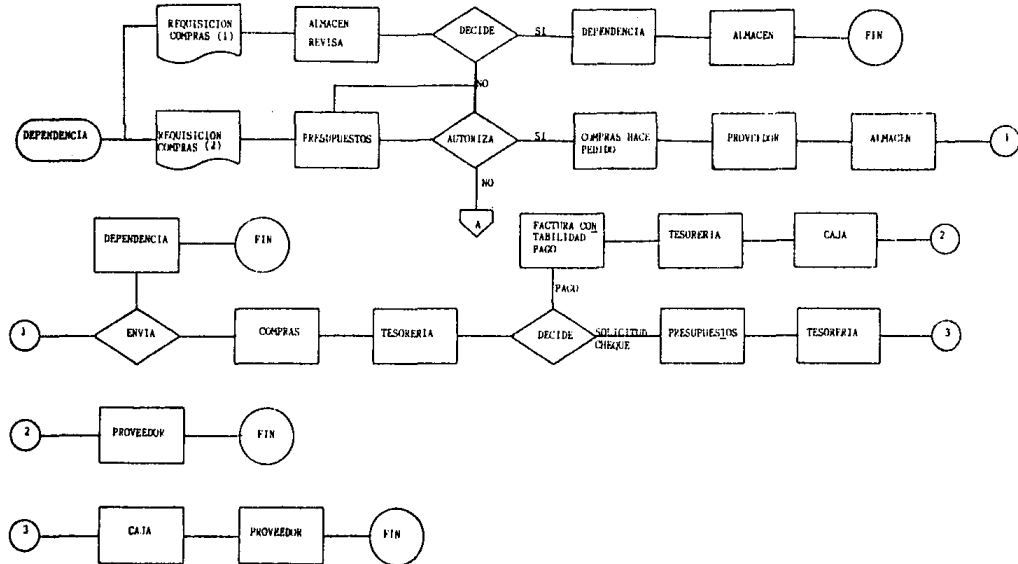 REQUISICION
COMPRAS (1)
ALMACEN
REVISA
DECIDE
SI
DEPENDENCIA
ALMACEN
FIN
NO
DEPENDENCIA
REQUISICION
COMPRAS (2)
PRESUPUESTOS
AUTORIZA
SI
COMPRAS HACE
PEDIDO
PROVEEDOR
ALMACEN
1
NO
A
DEPENDENCIA
FIN
FACTURA CON
TABILIDAD
PAGO
TESORERIA
CAJA
2
PAGO
1
ENVIA
COMPRAS
TESORERIA
DECIDE
SOLICITUD
CHEQUE
PRESUPUESTOS
TESORERIA
3
2
PROVEEDOR
FIN
3
CAJA
PROVEEDOR
FIN